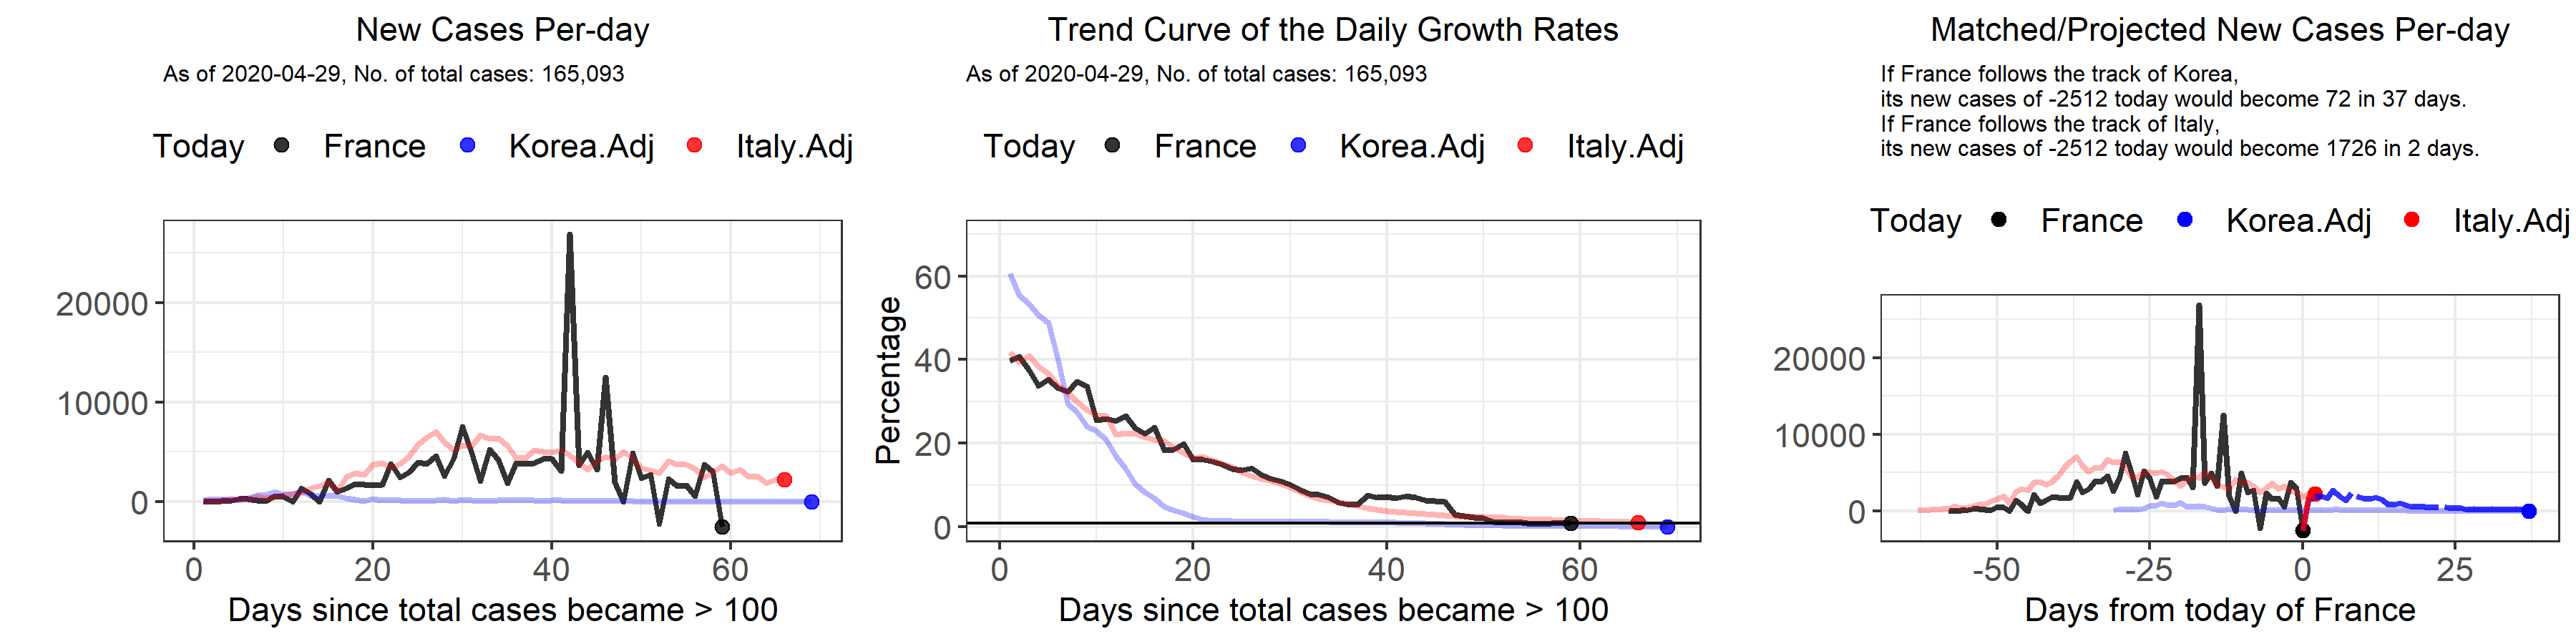 New Cases Per-day
As of 2020-04-29, No. of total cases: 165,093
Today France Korea.Adj Italy.Adj
20000
10000
0
0 20 40 60
Days since total cases became > 100
Trend Curve of the Daily Growth Rates
As of 2020-04-29, No. of total cases: 165,093
Today France Korea.Adj Italy.Adj
Percentage
60
40
20
0
0 20 40 60
Days since total cases became > 100
Matched/Projected New Cases Per-day
If France follows the track of Korea,
its new cases of -2512 today would become 72 in 37 days.
If France follows the track of Italy,
its new cases of -2512 today would become 1726 in 2 days.
Today France Korea.Adj Italy.Adj
20000
10000
0
-50 -25 0 25
Days from today of France